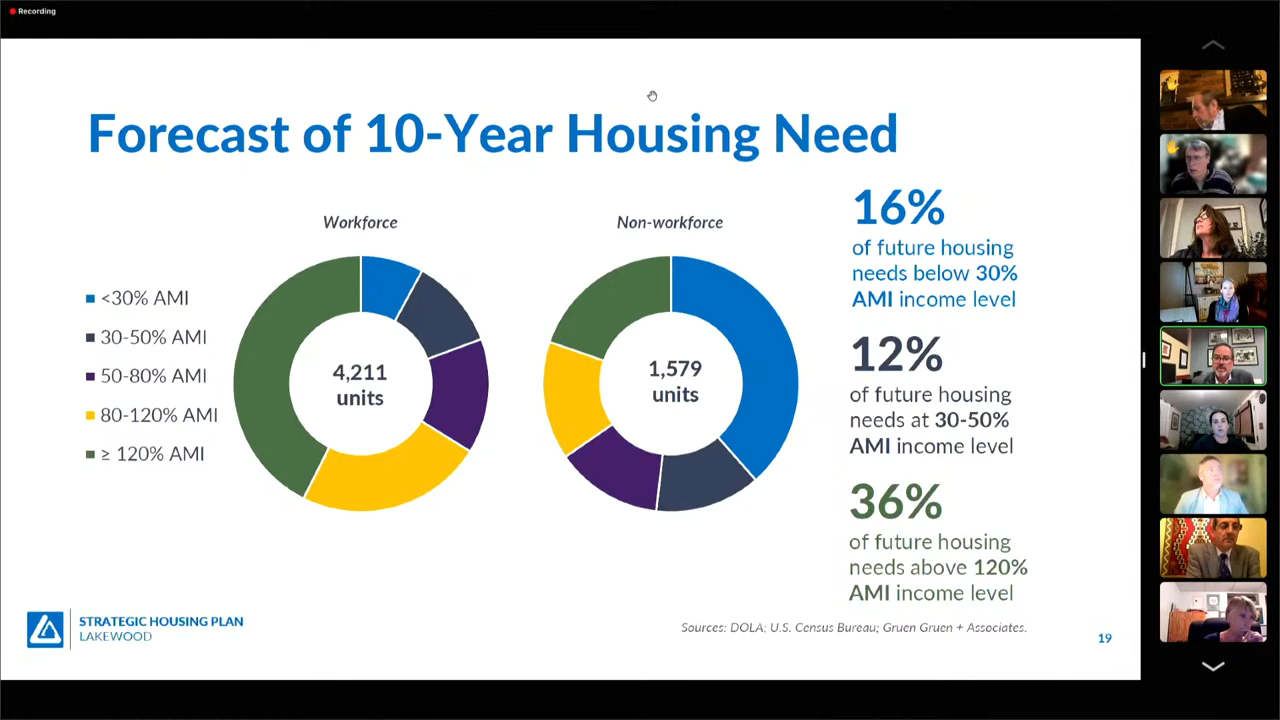 Recording
Forecast of 10-Year Housing Need
Workforce
Non-workforce
<30% AMI
30-50% AMI
50-80% AMI
80-120% AMI
≥ 120% AMI
4,211
units
1,579
units
16%
of future housing
needs below 30%
AMI income level
12%
of future housing
needs at 30-50%
AMI income level
36%
of future housing
needs above 120%
AMI income level
STRATEGIC HOUSING PLAN
LAKEWOOD
Sources: DOLA; U.S. Census Bureau; Gruen Gruen + Associates.
19